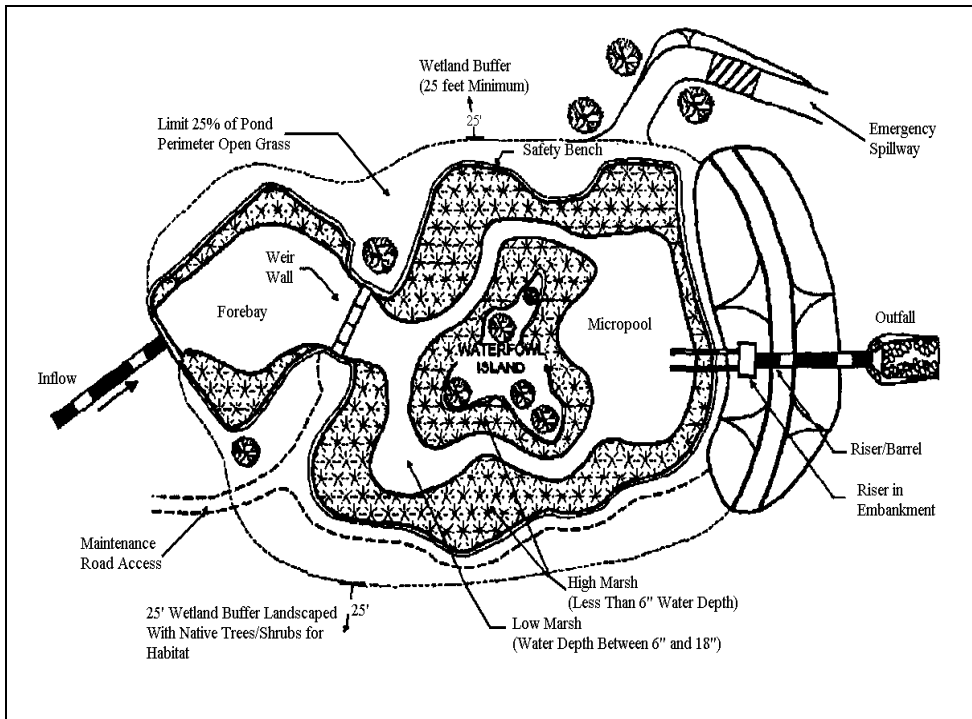 Wetland Buffer
(25 feet Minimum)
25'
Limit 25% of Pond
Perimeter Open Grass
Safety Bench
Emergency
Spillway
Weir
Wall
Forebay
Micropool
Outfall
WATERFOWL
ISLAND
Inflow
Riser/Barrel
Riser in
Embankment
Maintenance
Road Access
High Marsh
(Less Than 6" Water Depth)
25' Wetland Buffer Landscaped
With Native Trees/Shrubs for
Habitat
25'
Low Marsh
(Water Depth Between 6" and 18")